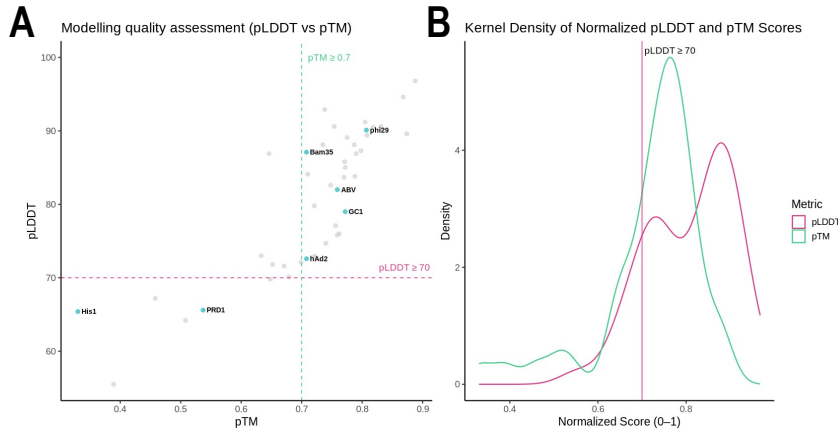 A
Modelling quality assessment (pLDDT vs pTM)
100
90
80
70
60
pLDDT
pTM ≥ 0.7
phi29
Bam35
ABV
GC1
hAd2
pLDDT ≥ 70
His1
PRD1
0.4
0.5
0.6
0.7
0.8
0.9
pTM
B
Kernel Density of Normalized pLDDT and pTM Scores
pLDDT ≥ 70
4
2
0
Density
0.4
0.6
0.8
Normalized Score (0–1)
Metric
pLDDT
pTM